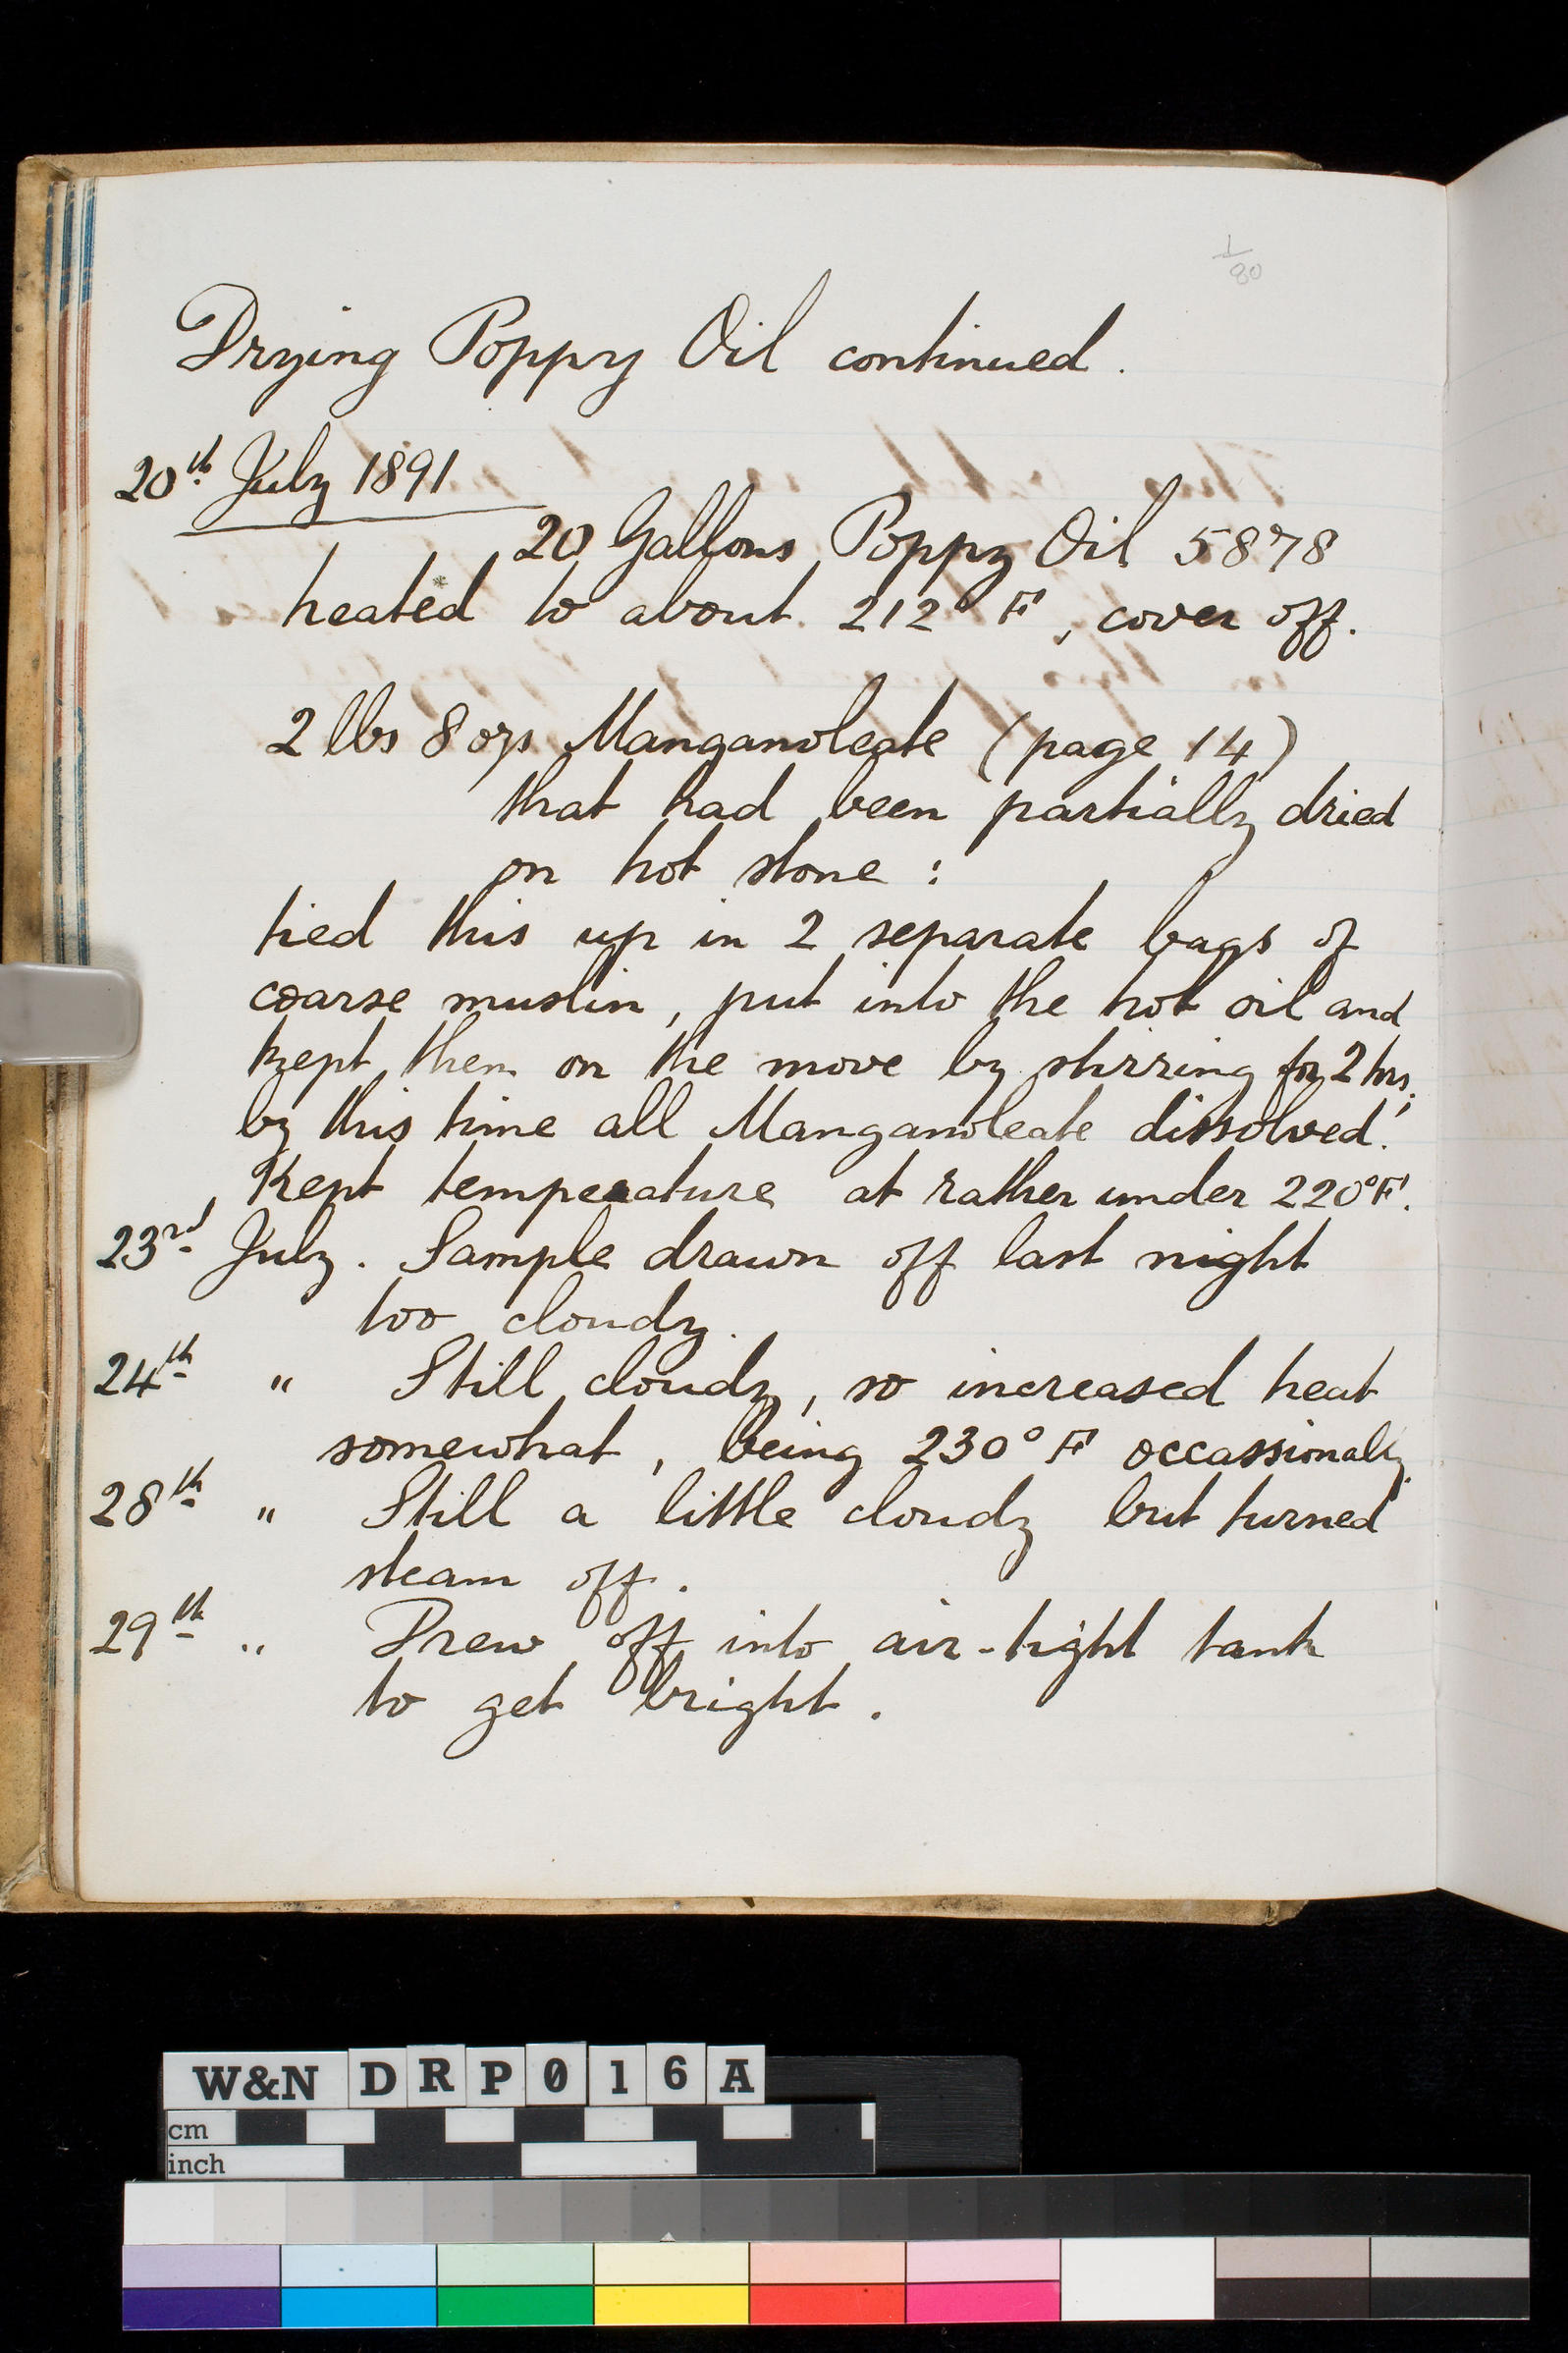 1/80
Drying Poppy Oil continued.
20th July 1891
20 Gallons Poppy Oil 5878
heated to about 212° F, cover off.
2 lbs 8 ozs Manganoleate (page 14)
that had been partially dried
on hot stone :
tied this up in 2 separate bags of
coarse muslin, put into the hot oil and
kept them on the move by stirring for 2 hrs;
by this time all Manganoleate dissolved.
Kept temperature at rather under 220°F.
23rd July. Sample drawn off last night
too cloudy.
24th " Still cloudy, so increased heat
somewhat, being 230° F occassionally.
28th " Still a little cloudy but turned
steam off.
29th " Drew off into air-tight tank
to get bright.
W&N DRP016A
cm
inch